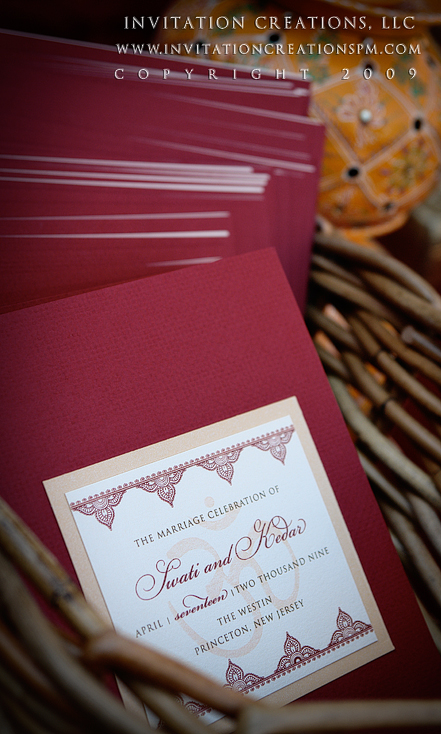 INVITATION CREATIONS, LLC
WWW.INVITATIONCREATIONSPM.COM
COPYRIGHT 2009
THE MARRIAGE CELEBRATION OF
Swati and Kedar
APRIL | seventeen | TWO THOUSAND NINE
THE WESTIN
PRINCETON, NEW JERSEY
ॐ